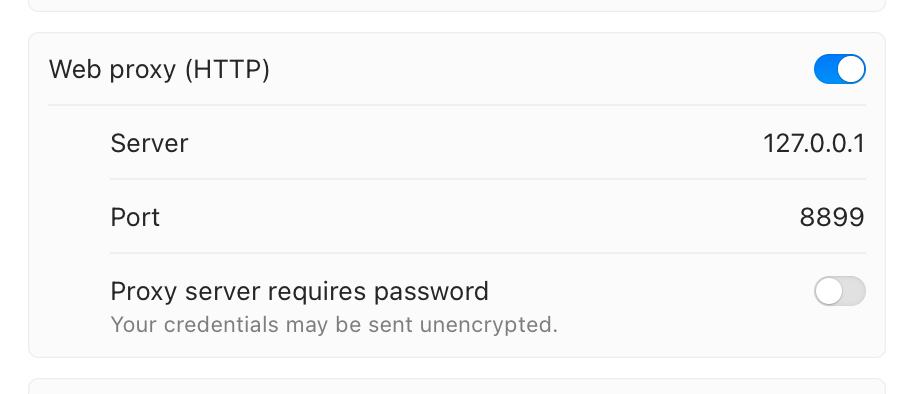 Web proxy (HTTP)
Server 127.0.0.1
Port 8899
Proxy server requires password
Your credentials may be sent unencrypted.